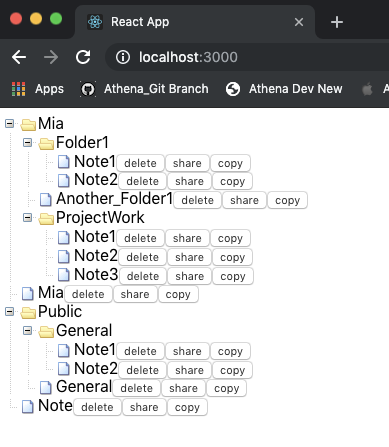 React App
localhost:3000
Apps Athena_Git Branch Athena Dev New A
Mia
Folder1
Note1 delete share copy
Note2 delete share copy
Another_Folder1 delete share copy
ProjectWork
Note1 delete share copy
Note2 delete share copy
Note3 delete share copy
Mia delete share copy
Public
General
Note1 delete share copy
Note2 delete share copy
General delete share copy
Note delete share copy